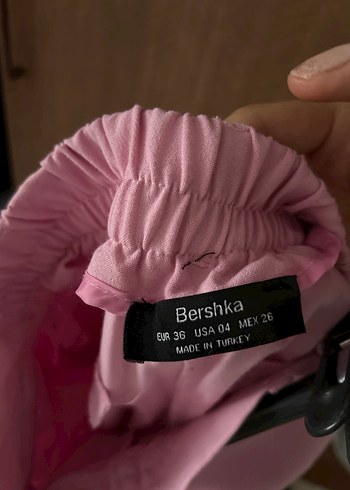 Bershka
EUR 36 USA 04 MEX 26
MADE IN TURKEY